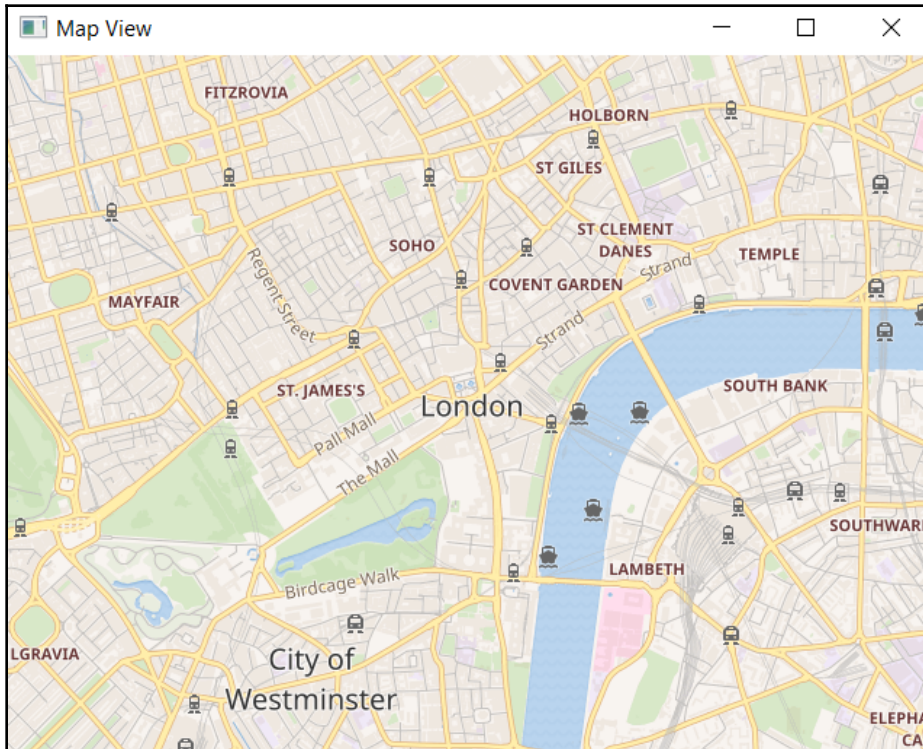 Map View
FITZROVIA
HOLBORN
ST GILES
ST CLEMENT
DANES
SOHO
Strand
TEMPLE
COVENT GARDEN
Regent Street
MAYFAIR
Strand
SOUTH BANK
ST. JAMES'S
London
Pall Mall
The Mall
SOUTHWAR
LAMBETH
Birdcage Walk
LGRAVIA
City of
Westminster
ELEPHA
CA